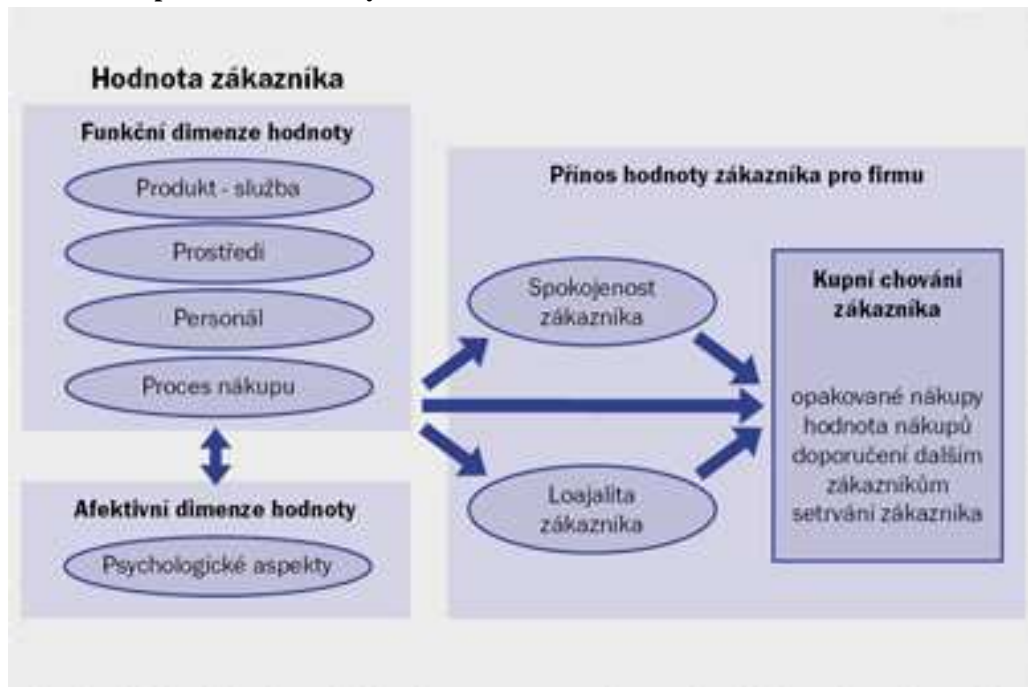 Hodnota zákazníka
Funkční dimenze hodnoty
Produkt - služba
Prostředí
Personál
Proces nákupu
Afektivní dimenze hodnoty
Psychologické aspekty
Přínos hodnoty zákazníka pro firmu
Spokojenost
zákazníka
Loajalita
zákazníka
Kupní chování
zákazníka
opakované nákupy
hodnota nákupů
doporučení dalším
zákazníkům
setrvání zákazníka